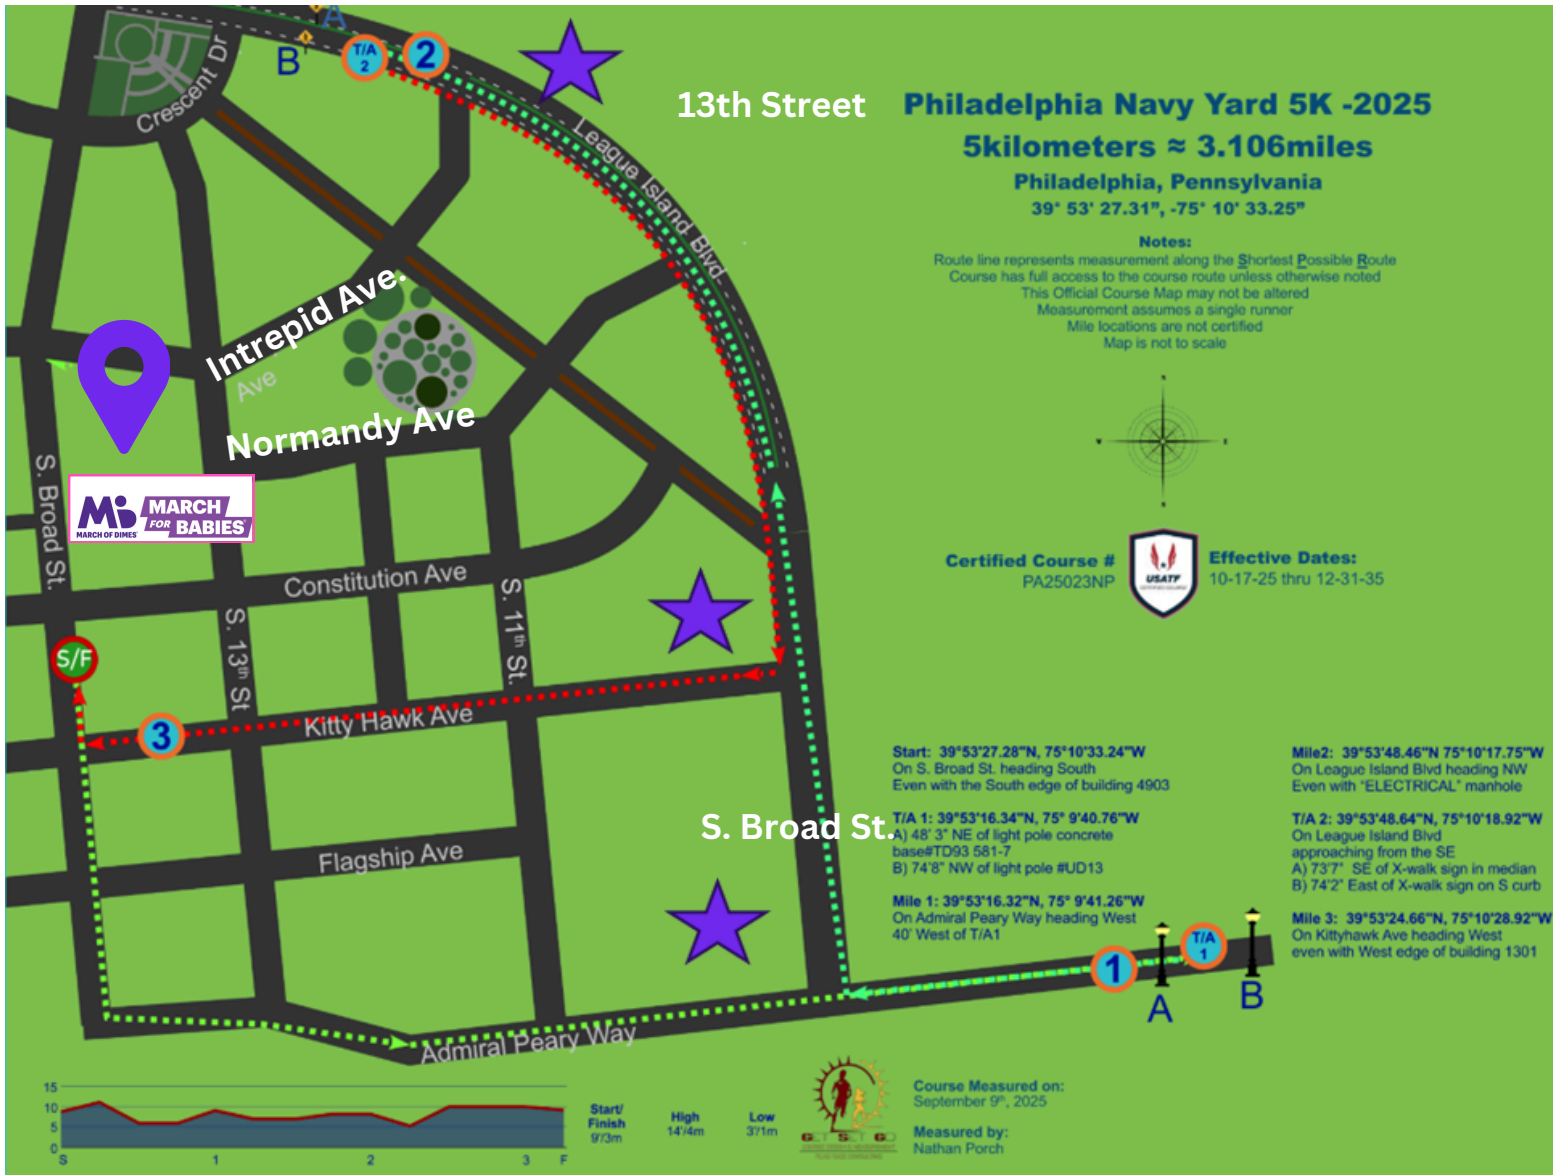 A
B
T/A
2
2
Crescent Dr
13th Street
League Island Blvd
Philadelphia Navy Yard 5K -2025
5kilometers ≈ 3.106miles
Philadelphia, Pennsylvania
39° 53' 27.31”, -75° 10' 33.25”
Notes:
Route line represents measurement along the Shortest Possible Route
Course has full access to the course route unless otherwise noted
This Official Course Map may not be altered
Measurement assumes a single runner
Mile locations are not certified
Map is not to scale
Intrepid Ave.
Ave
Normandy Ave
S. Broad St.
MARCH OF DIMES
MARCH
FOR BABIES
Constitution Ave
S. 13th St
S. 11th St.
Certified Course #
PA25023NP
USATF
Effective Dates:
10-17-25 thru 12-31-35
S/F
3
Kitty Hawk Ave
Flagship Ave
S. Broad St.
Start: 39°53'27.28"N, 75°10'33.24"W
On S. Broad St. heading South
Even with the South edge of building 4903
T/A 1: 39°53'16.34"N, 75° 9'40.76"W
A) 48' 3" NE of light pole concrete
base#TD93 581-7
B) 74'8" NW of light pole #UD13
Mile 1: 39°53'16.32"N, 75° 9'41.26"W
On Admiral Peary Way heading West
40' West of T/A1
Mile2: 39°53'48.46"N 75°10'17.75"W
On League Island Blvd heading NW
Even with “ELECTRICAL” manhole
T/A 2: 39°53'48.64"N, 75°10'18.92"W
On League Island Blvd
approaching from the SE
A) 73'7" SE of X-walk sign in median
B) 74'2" East of X-walk sign on S curb
Mile 3: 39°53'24.66"N, 75°10'28.92"W
On Kittyhawk Ave heading West
even with West edge of building 1301
1
T/A
1
A
B
Admiral Peary Way
15
10
5
0
S
1
2
3
F
Start/
Finish
9'/3m
High
14'/4m
Low
3'/1m
GET SET GO
Course Measured on:
September 9th, 2025
Measured by:
Nathan Porch